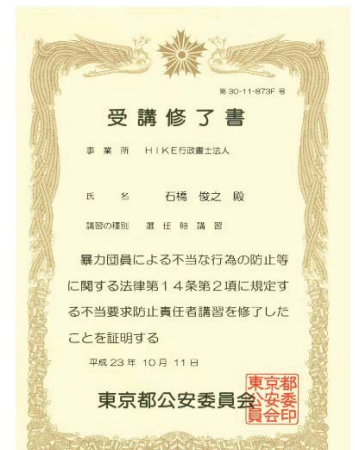 第 30-11-873F 号
受講修了書
事業所 HIKE行政書士法人
氏名 石橋 俊之 殿
講習の種別 選任時講習
暴力団員による不当な行為の防止等
に関する法律第14条第2項に規定す
る不当要求防止責任者講習を修了した
ことを証明する
平成 23 年 10 月 11 日
東京都公安委員会
東京都
公安委
員会印